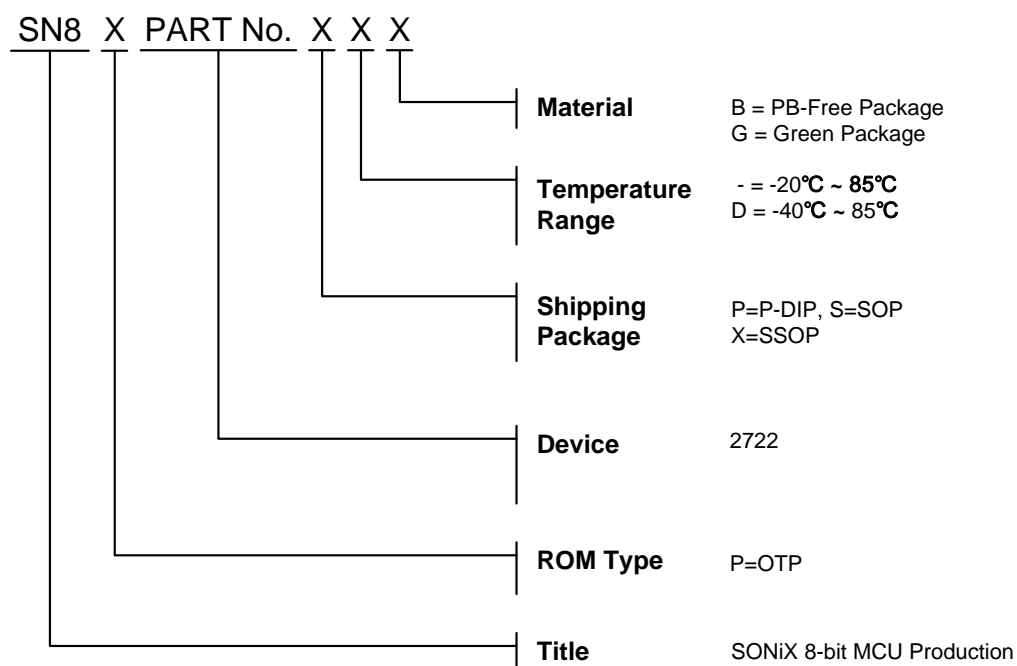 SN8 X PART No. X X X
Material
B = PB-Free Package
G = Green Package
Temperature
Range
- = -20℃ ~ 85℃
D = -40℃ ~ 85℃
Shipping
Package
P=P-DIP, S=SOP
X=SSOP
Device
2722
ROM Type
P=OTP
Title
SONiX 8-bit MCU Production